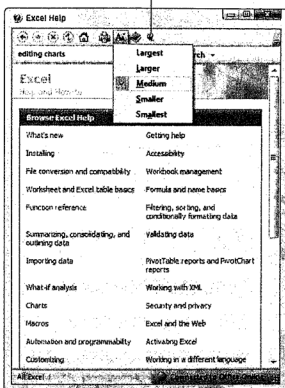 Excel Help
editing charts
Largest
Larger
Medium
Smaller
Smallest
Excel
Browse Excel Help
What's new
Getting help
Installing
Accessibility
File conversion and compatibility
Workbook management
Worksheet and Excel table basics
Formula and name basics
Function reference
Filtering, sorting, and
conditionally formatting data
Summarizing, consolidating, and
outlining data
Validating data
Importing data
PivotTable reports and PivotChart
reports
What-if analysis
Working with XML
Charts
Security and privacy
Macros
Excel and the Web
Automation and programmability
Activating Excel
Customizing
Working in a different language
All Excel